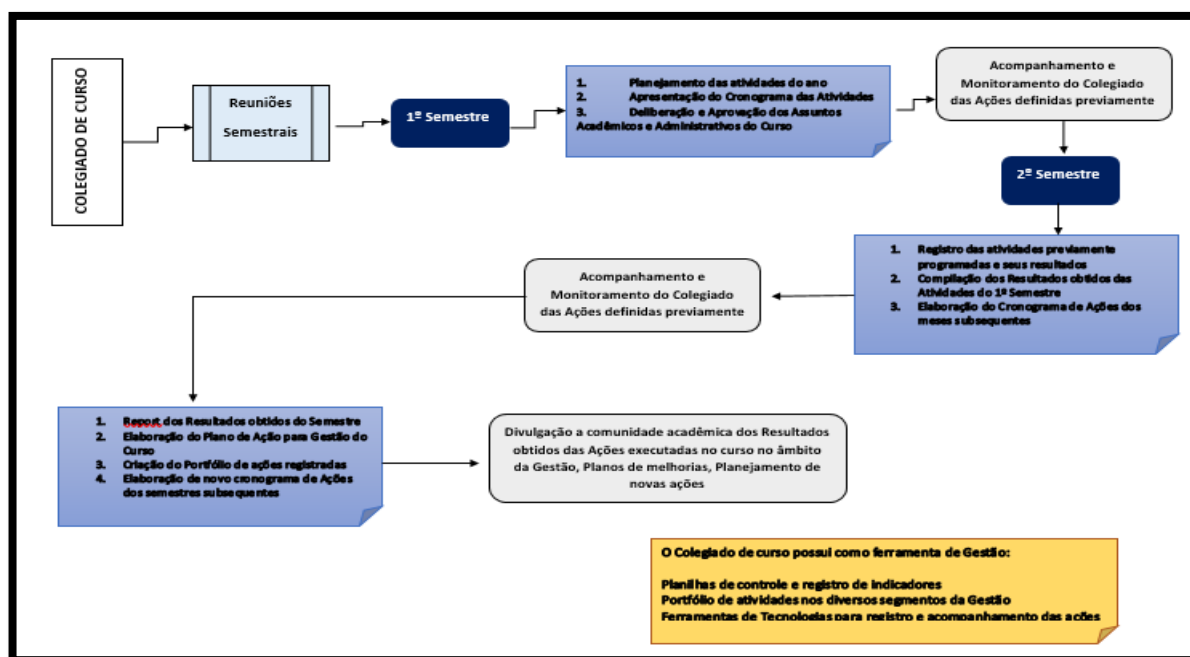 COLEGIADO DE CURSO
Reuniões
Semestrais
1º Semestre
1. Planejamento das atividades do ano
2. Apresentação do Cronograma das Atividades
3. Deliberação e Aprovação dos Assuntos
Acadêmicos e Administrativos do Curso
Acompanhamento e
Monitoramento do Colegiado
das Ações definidas previamente
2º Semestre
1. Registro das atividades previamente
programadas e seus resultados
2. Compilação dos Resultados obtidos das
Atividades do 1º Semestre
3. Elaboração do Cronograma de Ações dos
meses subsequentes
Acompanhamento e
Monitoramento do Colegiado
das Ações definidas previamente
1. Report dos Resultados obtidos do Semestre
2. Elaboração do Plano de Ação para Gestão do
Curso
3. Criação do Portfólio de ações registradas
4. Elaboração de novo cronograma de Ações
dos semestres subsequentes
Divulgação a comunidade acadêmica dos Resultados
obtidos das Ações executadas no curso no âmbito
da Gestão, Planos de melhorias, Planejamento de
novas ações
O Colegiado de curso possui como ferramenta de Gestão:
Planilhas de controle e registro de indicadores
Portfólio de atividades nos diversos segmentos da Gestão
Ferramentas de Tecnologias para registro e acompanhamento das ações